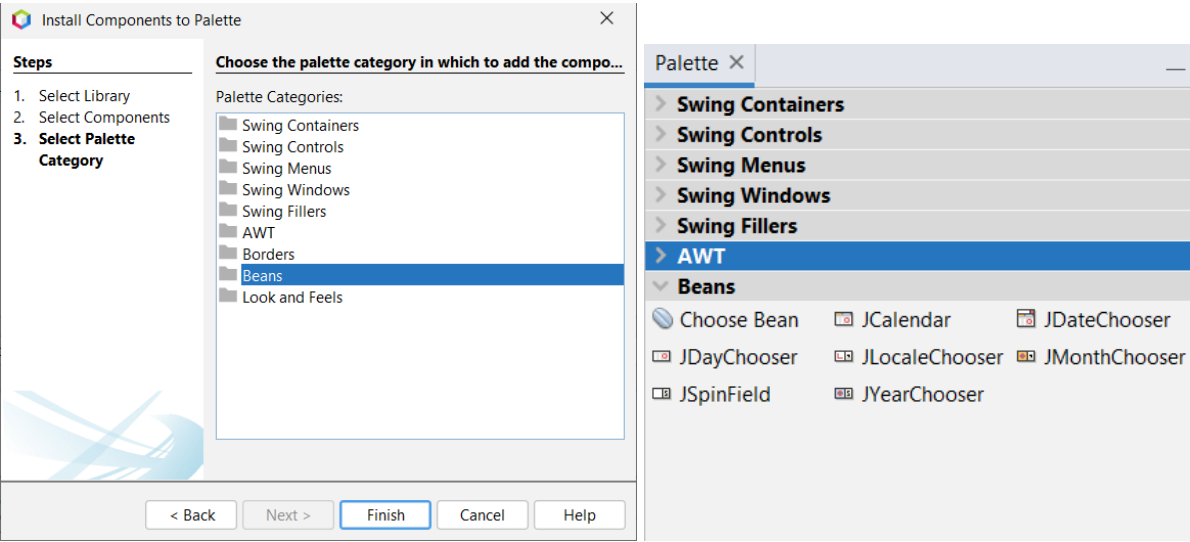 Install Components to Palette
Steps
1. Select Library
2. Select Components
3. Select Palette
Category
Choose the palette category in which to add the compo...
Palette Categories:
Swing Containers
Swing Controls
Swing Menus
Swing Windows
Swing Fillers
AWT
Borders
Beans
Look and Feels
< Back Next > Finish Cancel Help
Palette
Swing Containers
Swing Controls
Swing Menus
Swing Windows
Swing Fillers
AWT
Beans
Choose Bean JCalendar JDateChooser
JDayChooser JLocaleChooser JMonthChooser
JSpinField JYearChooser